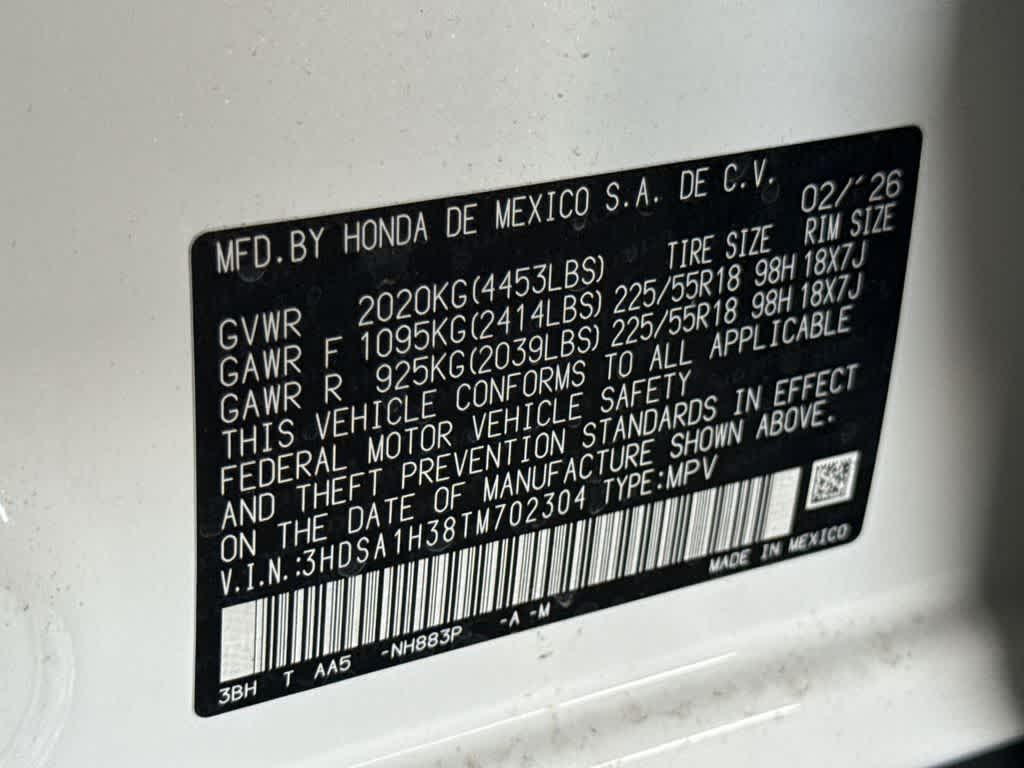 MFD.BY HONDA DE MEXICO S.A. DE C.V. 02/'26
GVWR 2020KG(4453LBS) TIRE SIZE RIM SIZE
GAWR F 1095KG(2414LBS) 225/55R18 98H 18X7J
GAWR R 925KG(2039LBS) 225/55R18 98H 18X7J
THIS VEHICLE CONFORMS TO ALL APPLICABLE
FEDERAL MOTOR VEHICLE SAFETY
AND THEFT PREVENTION STANDARDS IN EFFECT
ON THE DATE OF MANUFACTURE SHOWN ABOVE.
V.I.N.:3HDSA1H38TM702304 TYPE:MPV
3BH T AA5 -NH883P -A -M MADE IN MEXICO